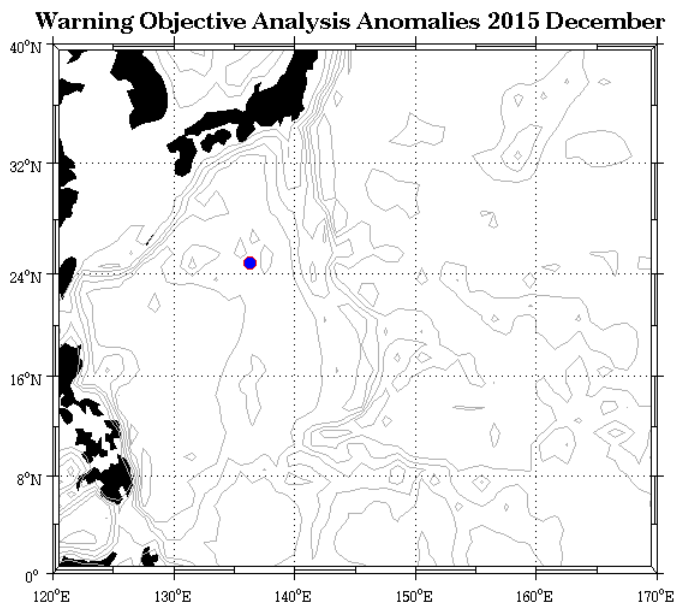 Warning Objective Analysis Anomalies 2015 December
40°N
32°N
24°N
16°N
8°N
0°
120°E 130°E 140°E 150°E 160°E 170°E